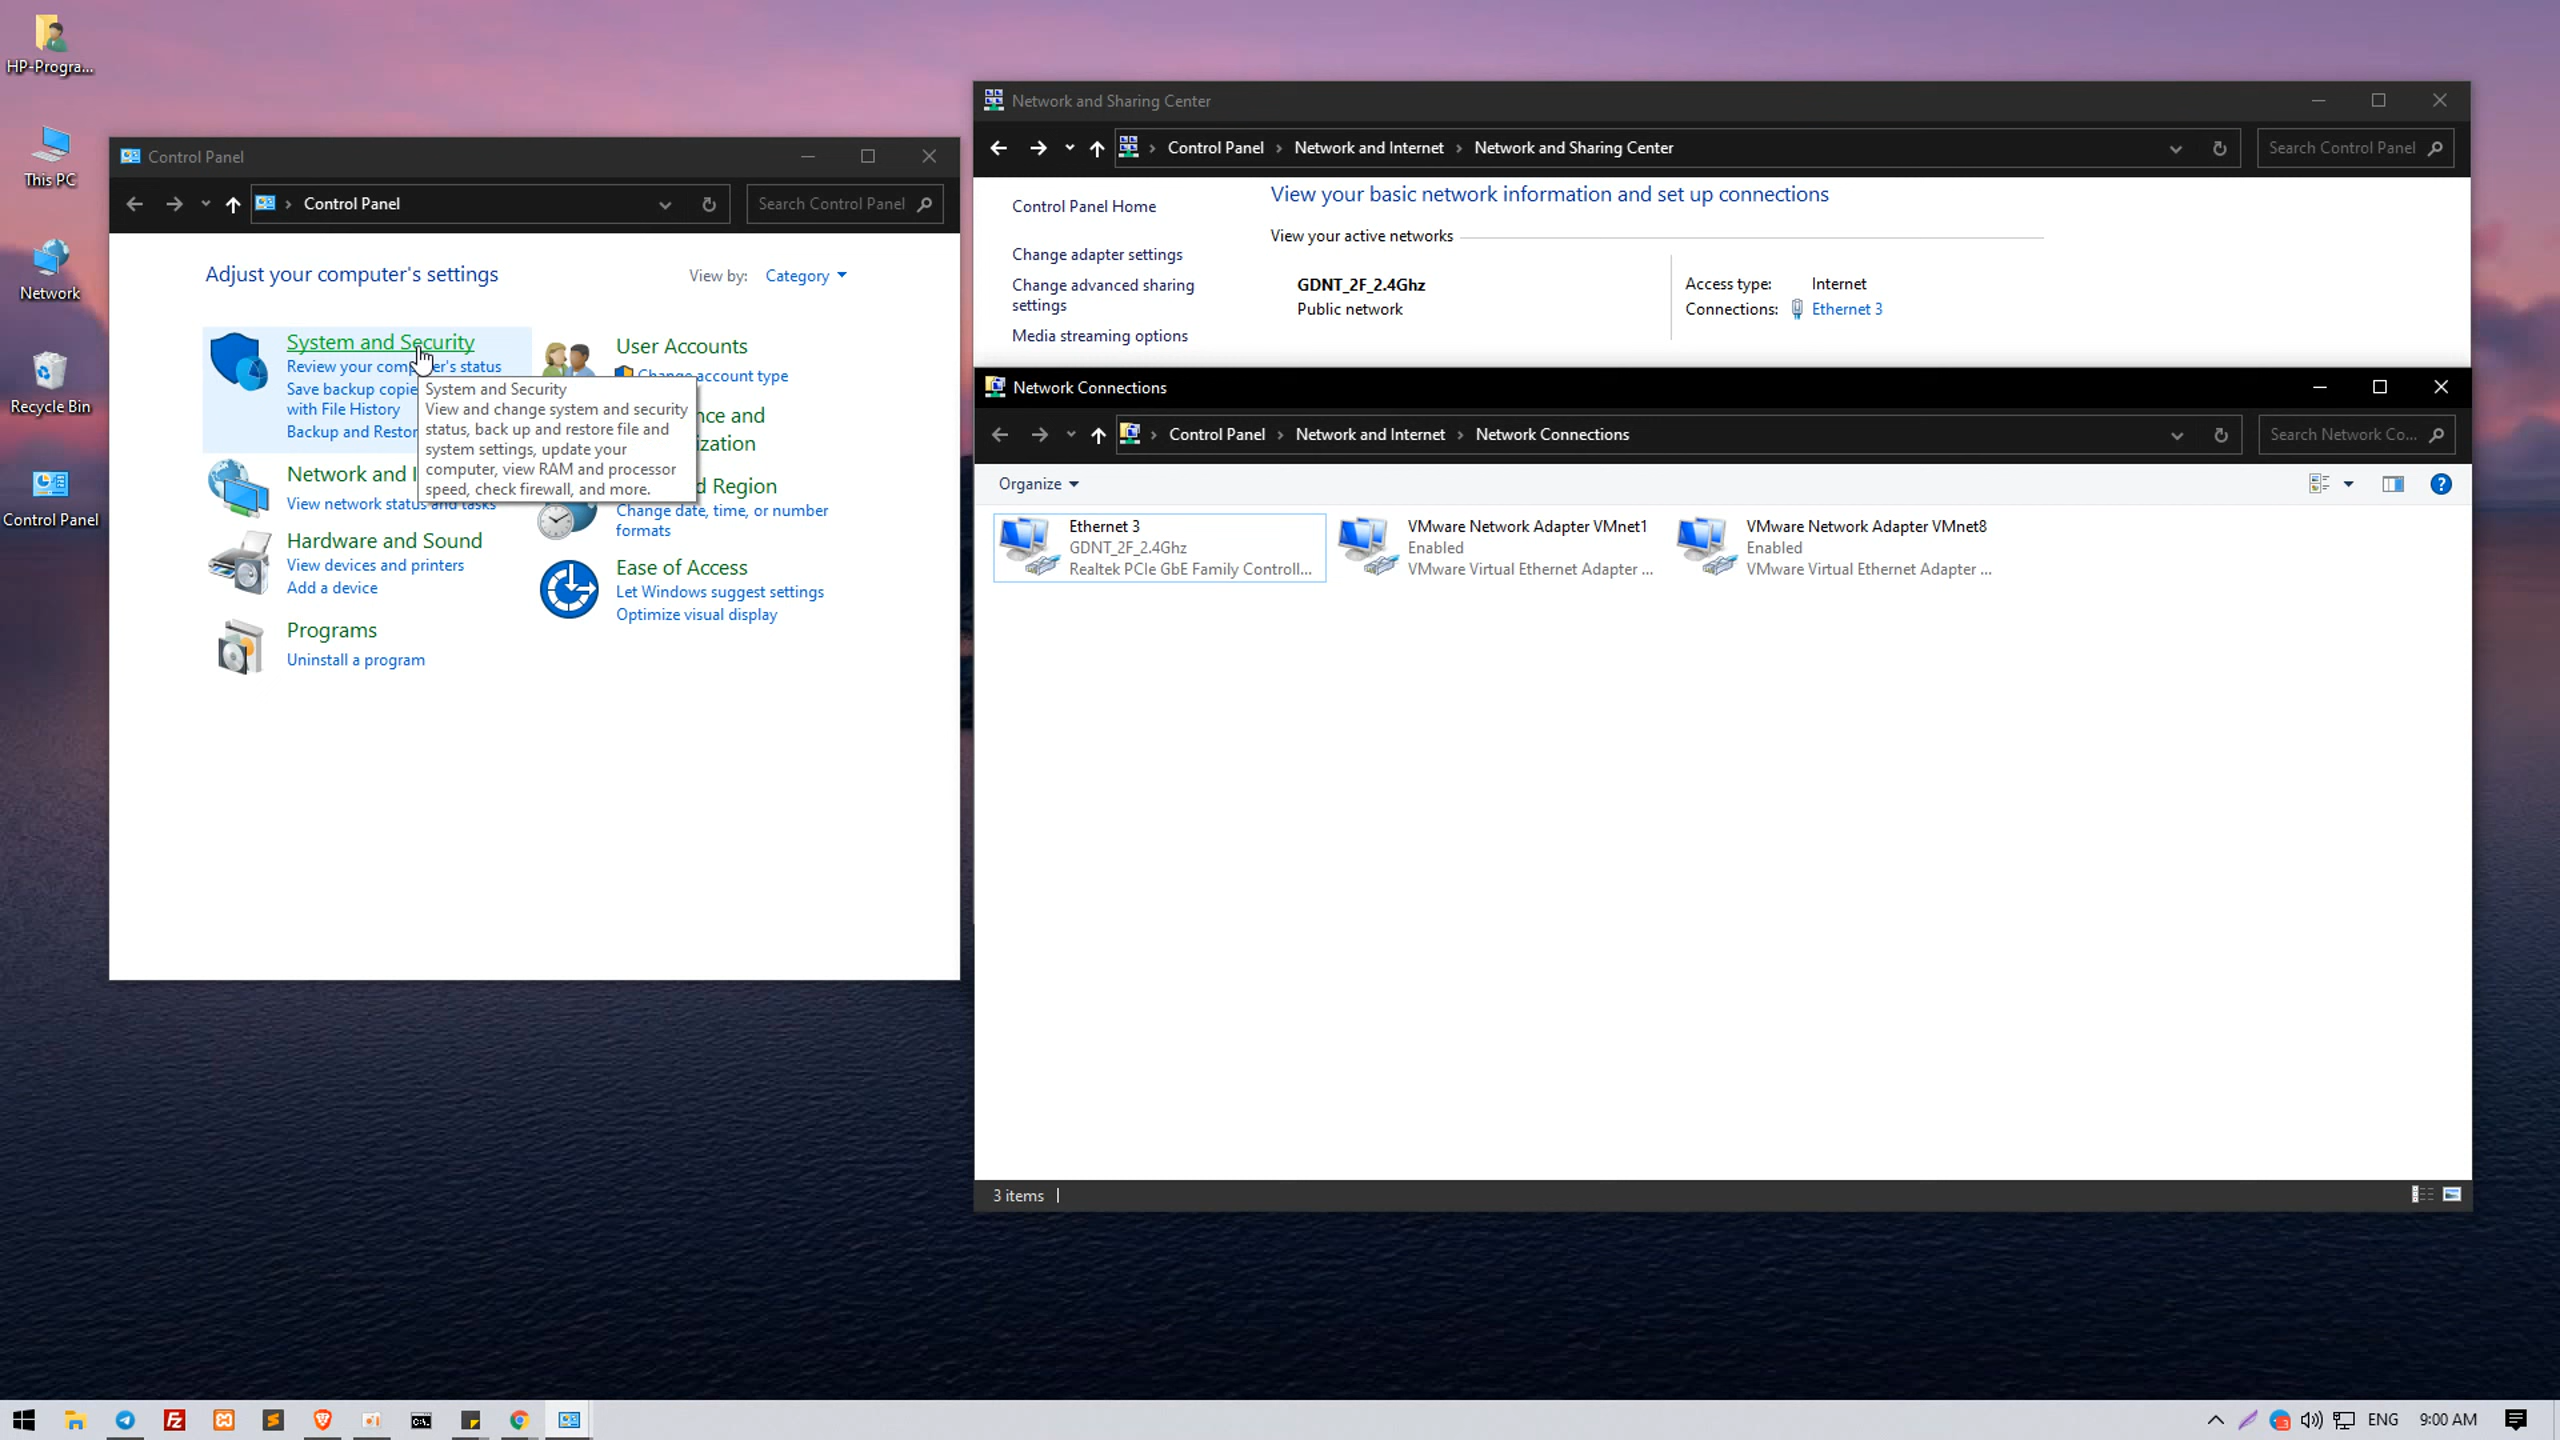 HP-Progra...
This PC
Network
Recycle Bin
Control Panel
Control Panel
Control Panel
Search Control Panel
Adjust your computer's settings
View by: Category
System and Security
Review your computer's status
Save backup copie
with File History
Backup and Restor
System and Security
View and change system and security
status, back up and restore file and
system settings, update your
computer, view RAM and processor
speed, check firewall, and more.
Network and I
View network status and tasks
Hardware and Sound
View devices and printers
Add a device
Programs
Uninstall a program
User Accounts
Change account type
nce and
ization
d Region
Change date, time, or number
formats
Ease of Access
Let Windows suggest settings
Optimize visual display
Network and Sharing Center
Control Panel Network and Internet Network and Sharing Center
Search Control Panel
Control Panel Home
Change adapter settings
Change advanced sharing
settings
Media streaming options
View your basic network information and set up connections
View your active networks
GDNT_2F_2.4Ghz
Public network
Access type: Internet
Connections: Ethernet 3
Network Connections
Control Panel Network and Internet Network Connections
Search Network Co...
Organize
Ethernet 3
GDNT_2F_2.4Ghz
Realtek PCIe GbE Family Controll...
VMware Network Adapter VMnet1
Enabled
VMware Virtual Ethernet Adapter ...
VMware Network Adapter VMnet8
Enabled
VMware Virtual Ethernet Adapter ...
3 items
Fz
C:\
3
ENG
9:00 AM